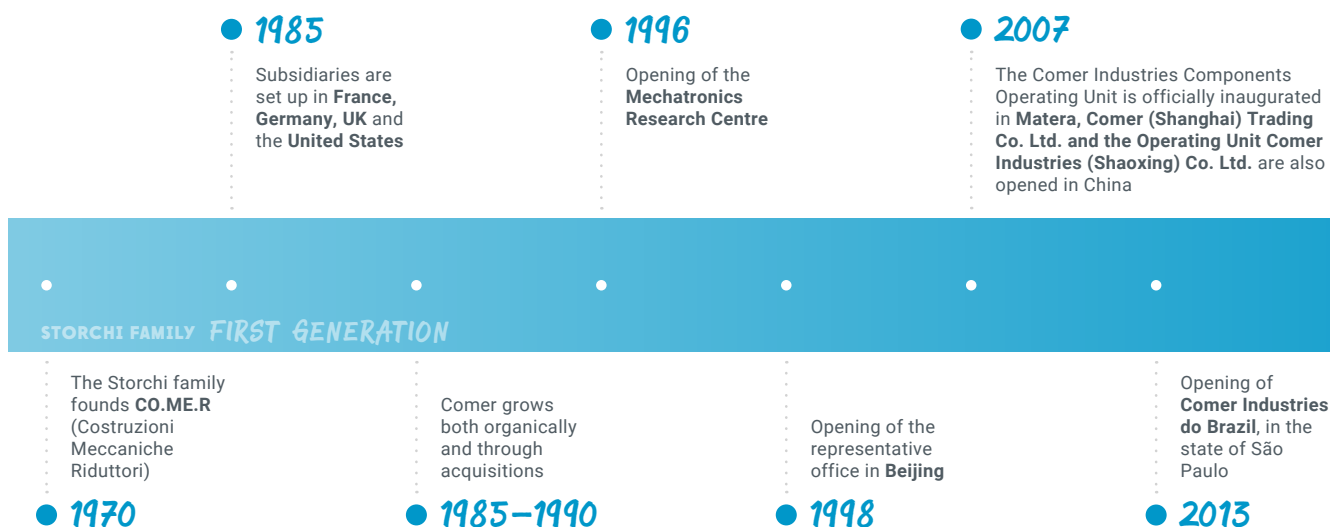 1985
Subsidiaries are
set up in France,
Germany, UK and
the United States
1996
Opening of the
Mechatronics
Research Centre
2007
The Comer Industries Components
Operating Unit is officially inaugurated
in Matera, Comer (Shanghai) Trading
Co. Ltd. and the Operating Unit Comer
Industries (Shaoxing) Co. Ltd. are also
opened in China
STORCHI FAMILY FIRST GENERATION
The Storchi family
founds CO.ME.R
(Costruzioni
Meccaniche
Riduttori)
1970
Comer grows
both organically
and through
acquisitions
1985–1990
Opening of the
representative
office in Beijing
1998
Opening of
Comer Industries
do Brazil, in the
state of São
Paulo
2013